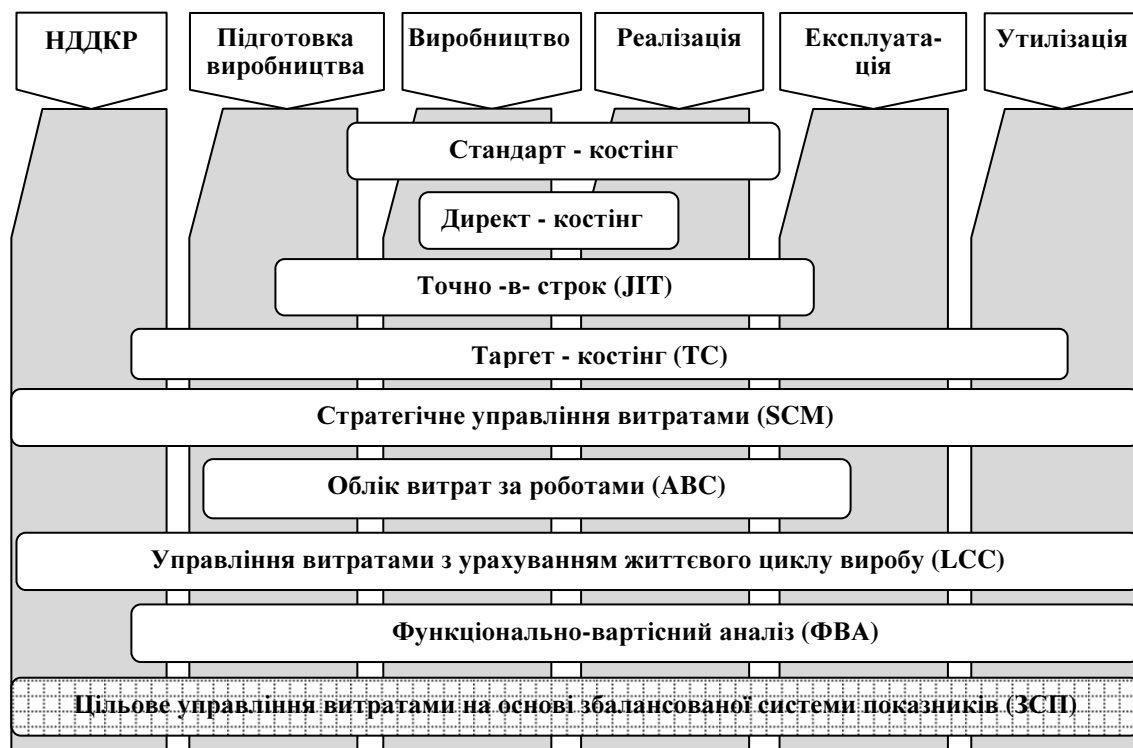 НДДКР
Підготовка
виробництва
Виробництво
Реалізація
Експлуата-
ція
Утилізація
Стандарт - костінг
Директ - костінг
Точно -в- строк (JIT)
Таргет - костінг (ТС)
Стратегічне управління витратами (SCM)
Облік витрат за роботами (ABC)
Управління витратами з урахуванням життєвого циклу виробу (LCC)
Функціонально-вартісний аналіз (ФВА)
Цільове управління витратами на основі збалансованої системи показників (ЗСП)